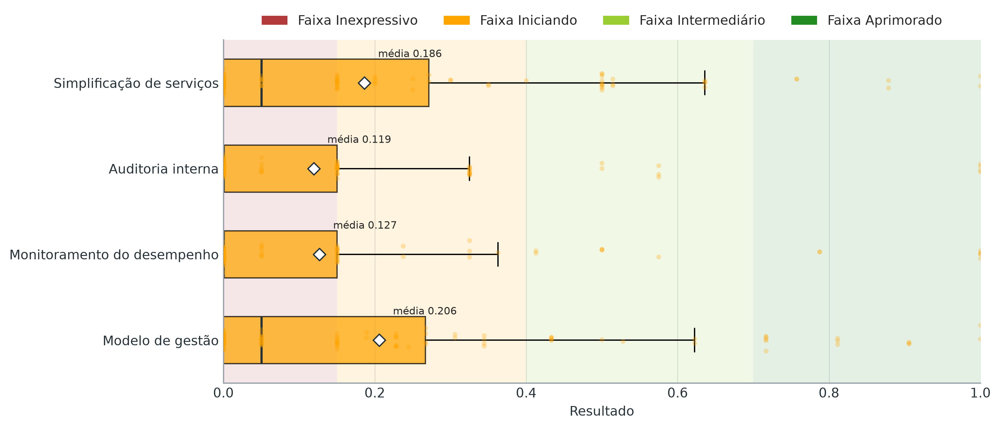 Faixa Inexpressivo Faixa Iniciando Faixa Intermediário Faixa Aprimorado
média 0.186
Simplificação de serviços
média 0.119
Auditoria interna
média 0.127
Monitoramento do desempenho
média 0.206
Modelo de gestão
0.0 0.2 0.4 0.6 0.8 1.0
Resultado